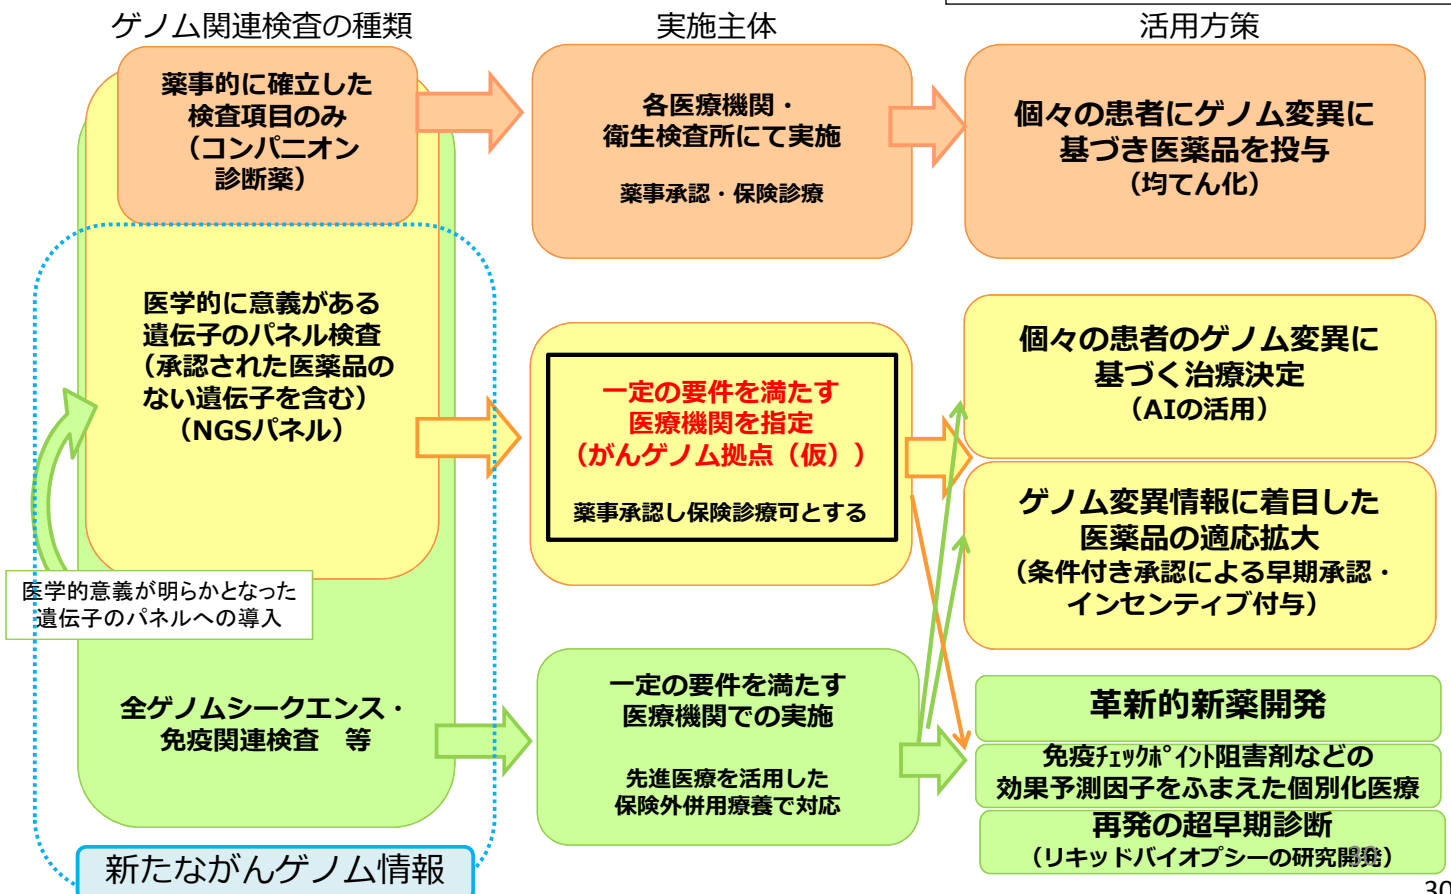 ゲノム関連検査の種類
実施主体
活用方策
薬事的に確立した
検査項目のみ
（コンパニオン
診断薬）
各医療機関・
衛生検査所にて実施
薬事承認・保険診療
個々の患者にゲノム変異に
基づき医薬品を投与
（均てん化）
医学的に意義がある
遺伝子のパネル検査
（承認された医薬品の
ない遺伝子を含む）
（NGSパネル）
一定の要件を満たす
医療機関を指定
（がんゲノム拠点（仮））
薬事承認し保険診療可とする
個々の患者のゲノム変異に
基づく治療決定
（AIの活用）
ゲノム変異情報に着目した
医薬品の適応拡大
（条件付き承認による早期承認・
インセンティブ付与）
医学的意義が明らかとなった
遺伝子のパネルへの導入
全ゲノムシークエンス・
免疫関連検査　等
一定の要件を満たす
医療機関での実施
先進医療を活用した
保険外併用療養で対応
革新的新薬開発
免疫ﾁｪｯｸﾎﾟｲﾝﾄ阻害剤などの
効果予測因子をふまえた個別化医療
再発の超早期診断
（リキッドバイオプシーの研究開発）
30
新たながんゲノム情報
30